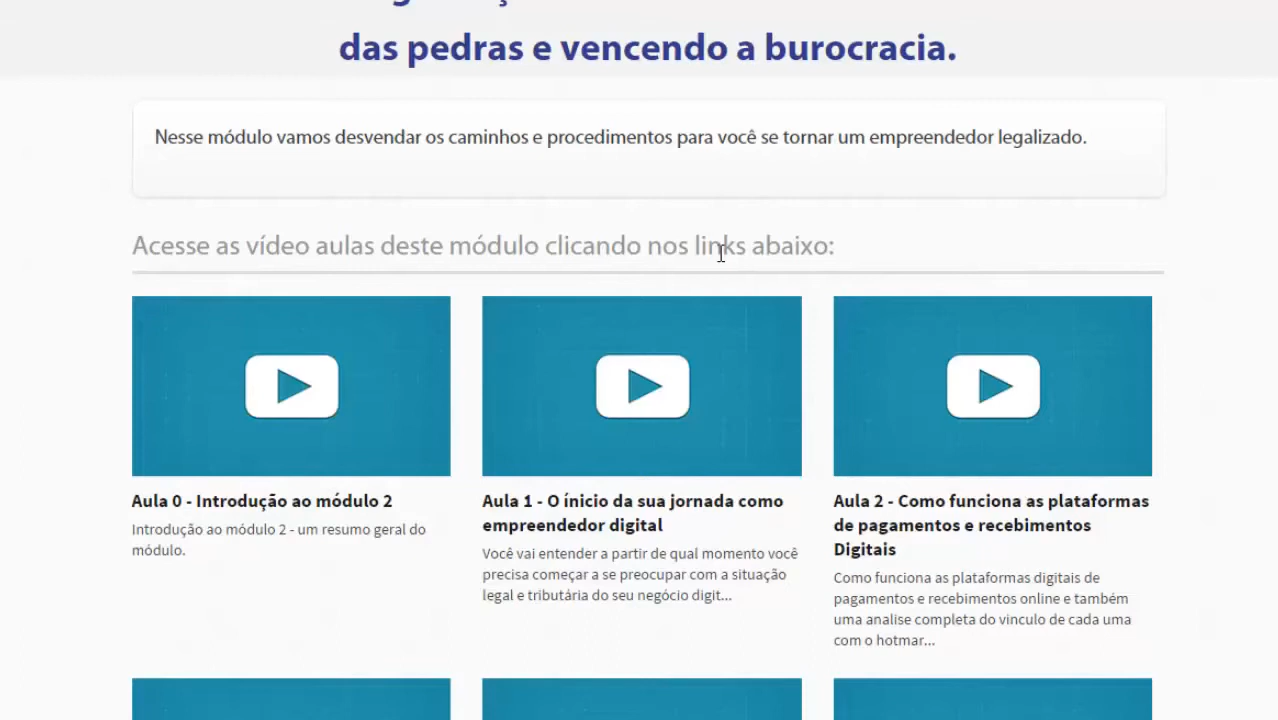 das pedras e vencendo a burocracia.
Nesse módulo vamos desvendar os caminhos e procedimentos para você se tornar um empreendedor legalizado.
Acesse as vídeo aulas deste módulo clicando nos links abaixo:
Aula 0 - Introdução ao módulo 2
Introdução ao módulo 2 - um resumo geral do
módulo.
Aula 1 - O ínicio da sua jornada como
empreendedor digital
Você vai entender a partir de qual momento você
precisa começar a se preocupar com a situação
legal e tributária do seu negócio digit...
Aula 2 - Como funciona as plataformas
de pagamentos e recebimentos
Digitais
Como funciona as plataformas digitais de
pagamentos e recebimentos online e também
uma analise completa do vinculo de cada uma
com o hotmar...